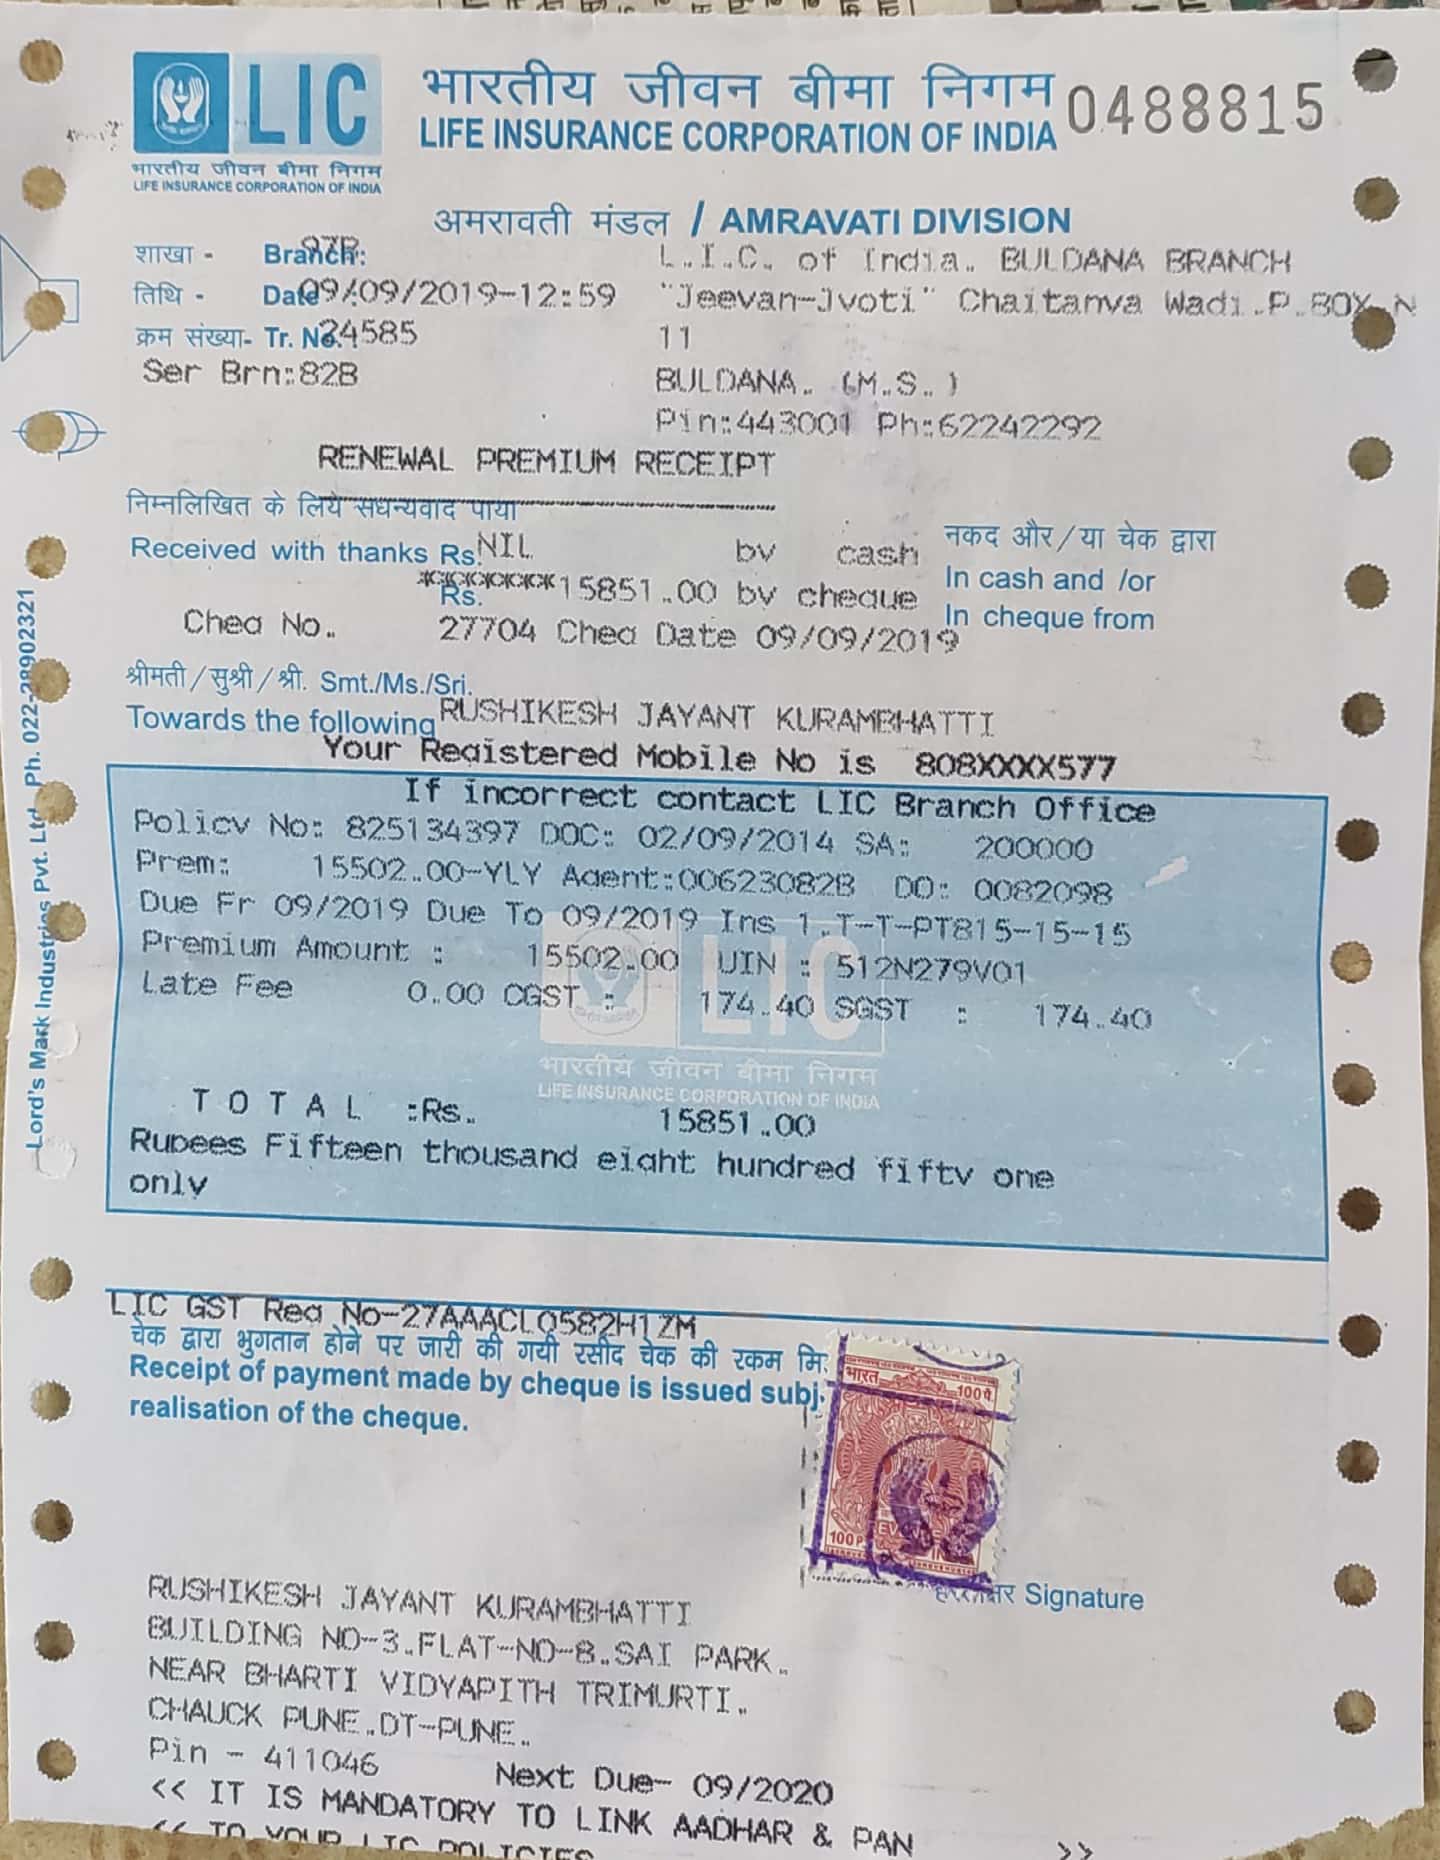 LIC
भारतीय जीवन बीमा निगम
LIFE INSURANCE CORPORATION OF INDIA
भारतीय जीवन बीमा निगम
LIFE INSURANCE CORPORATION OF INDIA
0488815
अमरावती मंडल / AMRAVATI DIVISION
शाखा - Branch: L.I.C. of India. BULDANA BRANCH
तिथि - Date 09/09/2019-12:59 "Jeevan-Jyoti" Chaitanya Wadi.P.BOX. N
क्रम संख्या- Tr. No. 24585 11
Ser Brn:82B BULDANA. (M.S.)
Pin:443001 Ph:62242292
RENEWAL PREMIUM RECEIPT
निम्नलिखित के लिये सधन्यवाद पाया
नकद और/या चेक द्वारा
Received with thanks Rs. NIL by cash
In cash and /or
Rs. ********15851.00 by cheque
In cheque from
Cheq No. 27704 Cheq Date 09/09/2019
श्रीमती/सुश्री/श्री. Smt./Ms./Sri.
Towards the following RUSHIKESH JAYANT KURAMBHATTI
Your Registered Mobile No is 808XXXX577
If incorrect contact LIC Branch Office
Policy No: 825134397 DOC: 02/09/2014 SA: 200000
Prem: 15502.00-YLY Agent:00623082B DO: 0082098
Due Fr 09/2019 Due To 09/2019 Ins 1.T-T-PT815-15-15
Premium Amount : 15502.00 UIN : 512N279V01
Late Fee 0.00 CGST : 174.40 SGST : 174.40
LIC
भारतीय जीवन बीमा निगम
LIFE INSURANCE CORPORATION OF INDIA
T O T A L :Rs. 15851.00
Rupees Fifteen thousand eight hundred fifty one
only
LIC GST Reg No-27AAACL0582H1ZM
चेक द्वारा भुगतान होने पर जारी की गयी रसीद चेक की रकम
Receipt of payment made by cheque is issued subj.
realisation of the cheque.
भारत 100 पै
100 P
Signature
RUSHIKESH JAYANT KURAMBHATTI
BUILDING NO-3.FLAT-NO-8.SAI PARK.
NEAR BHARTI VIDYAPITH TRIMURTI.
CHAUCK PUNE.DT-PUNE.
Pin - 411046 Next Due- 09/2020
<< IT IS MANDATORY TO LINK AADHAR & PAN >>
<< TO YOUR LIC POLICIES
Lord's Mark Industries Pvt. Ltd. Ph. 022-28902321